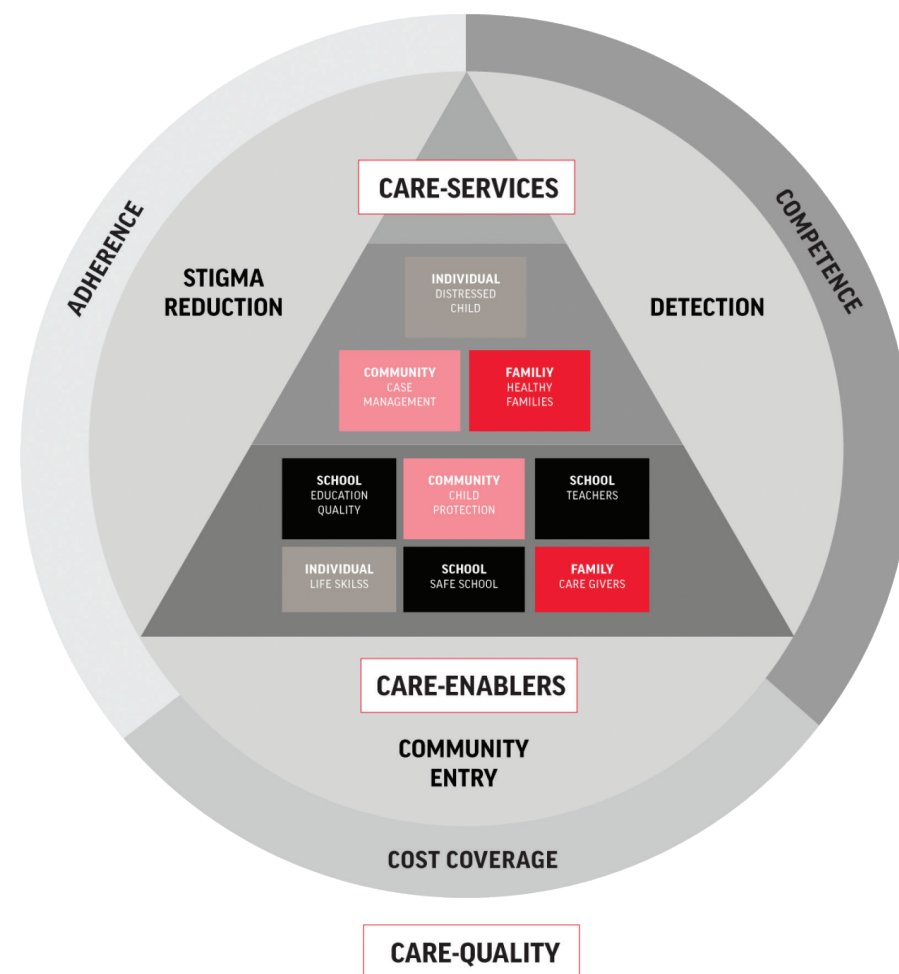 CARE-SERVICES
ADHERENCE
COMPETENCE
STIGMA
REDUCTION
DETECTION
INDIVIDUAL
DISTRESSED
CHILD
COMMUNITY
CASE
MANAGEMENT
FAMILIY
HEALTHY
FAMILIES
SCHOOL
EDUCATION
QUALITY
COMMUNITY
CHILD
PROTECTION
SCHOOL
TEACHERS
INDIVIDUAL
LIFE SKILSS
SCHOOL
SAFE SCHOOL
FAMILY
CARE GIVERS
CARE-ENABLERS
COMMUNITY
ENTRY
COST COVERAGE
CARE-QUALITY